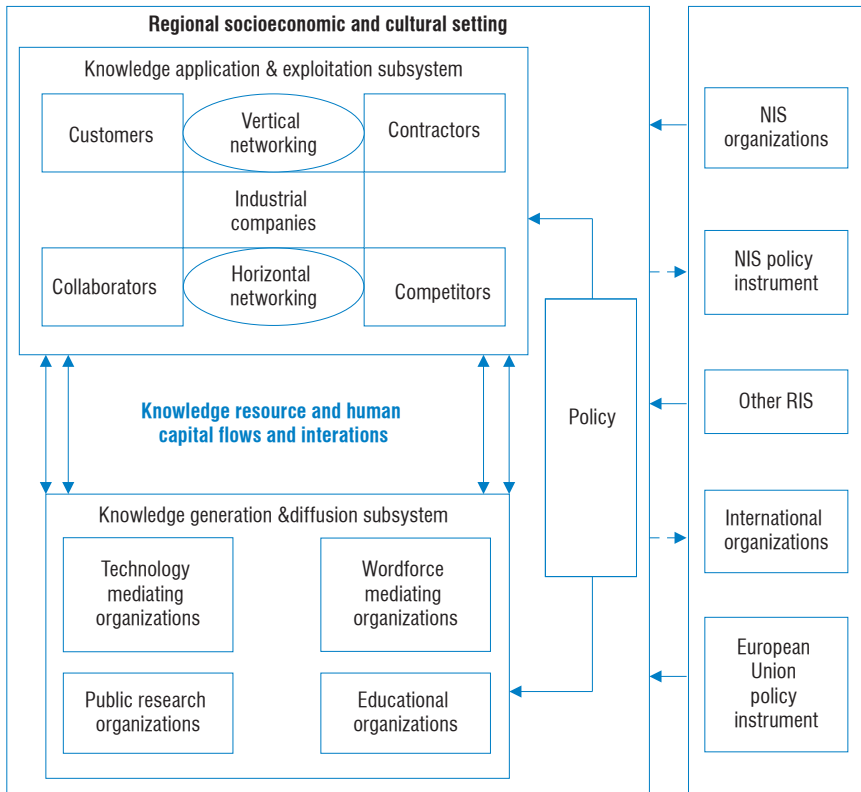 Regional socioeconomic and cultural setting
Knowledge application & exploitation subsystem
Customers
Vertical
networking
Contractors
Industrial
companies
Collaborators
Horizontal
networking
Competitors
Knowledge resource and human
capital flows and interations
Policy
Knowledge generation &diffusion subsystem
Technology
mediating
organizations
Wordforce
mediating
organizations
Public research
organizations
Educational
organizations
NIS
organizations
NIS policy
instrument
Other RIS
International
organizations
European
Union
policy
instrument